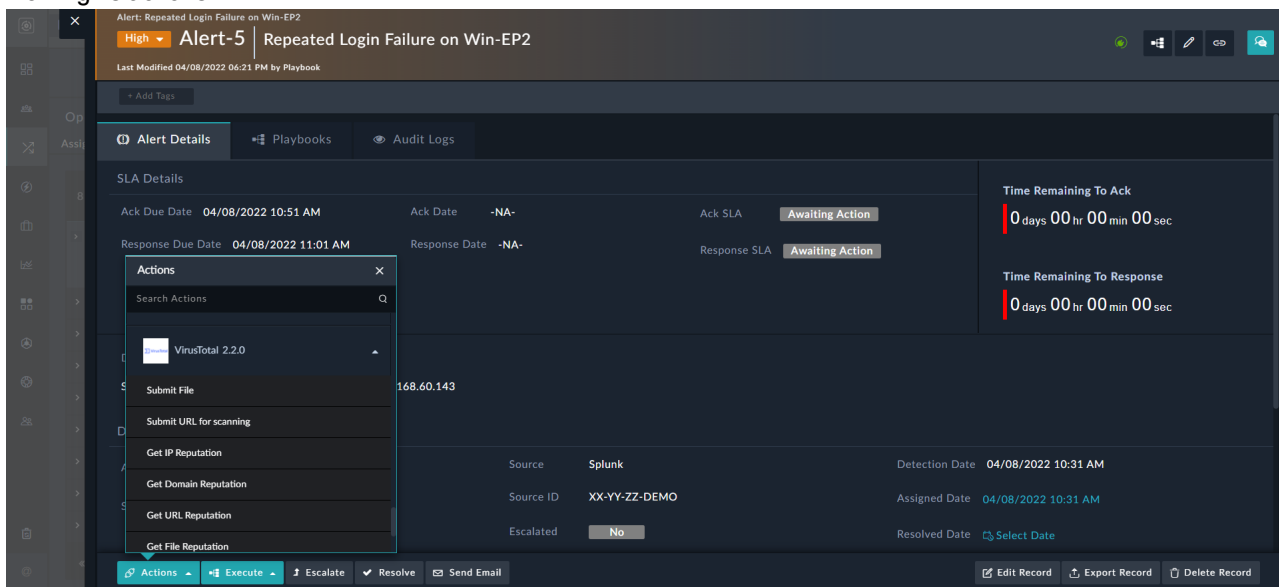 Alert: Repeated Login Failure on Win-EP2
High Alert-5 Repeated Login Failure on Win-EP2
Last Modified 04/08/2022 06:21 PM by Playbook
+ Add Tags
Alert Details Playbooks Audit Logs
SLA Details
Ack Due Date 04/08/2022 10:51 AM Ack Date -NA- Ack SLA Awaiting Action
Response Due Date 04/08/2022 11:01 AM Response Date -NA- Response SLA Awaiting Action
Time Remaining To Ack
0 days 00 hr 00 min 00 sec
Time Remaining To Response
0 days 00 hr 00 min 00 sec
Actions
Search Actions
VirusTotal 2.2.0
Submit File
Submit URL for scanning
Get IP Reputation
Get Domain Reputation
Get URL Reputation
Get File Reputation
168.60.143
Source Splunk Detection Date 04/08/2022 10:31 AM
Source ID XX-YY-ZZ-DEMO Assigned Date 04/08/2022 10:31 AM
Escalated No Resolved Date Select Date
Actions Execute Escalate Resolve Send Email Edit Record Export Record Delete Record